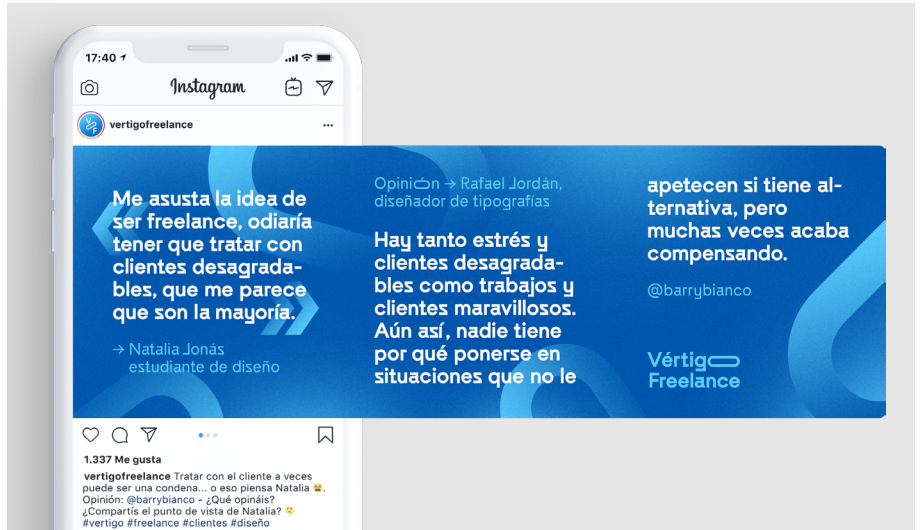 17:40
Instagram
vertigofreelance
Me asusta la idea de
ser freelance, odiaría
tener que tratar con
clientes desagrada-
bles, que me parece
que son la mayoría.
→ Natalia Jonás
estudiante de diseño
Opinión → Rafael Jordán,
diseñador de tipografías
Hay tanto estrés y
clientes desagrada-
bles como trabajos y
clientes maravillosos.
Aún así, nadie tiene
por qué ponerse en
situaciones que no le
apetecen si tiene al-
ternativa, pero
muchas veces acaba
compensando.
@barrybianco
Vértigo
Freelance
1.337 Me gusta
vertigofreelance Tratar con el cliente a veces
puede ser una condena... o eso piensa Natalia 😫.
Opinión: @barrybianco - ¿Qué opináis?
¿Compartís el punto de vista de Natalia? 🤔
#vertigo #freelance #clientes #diseño